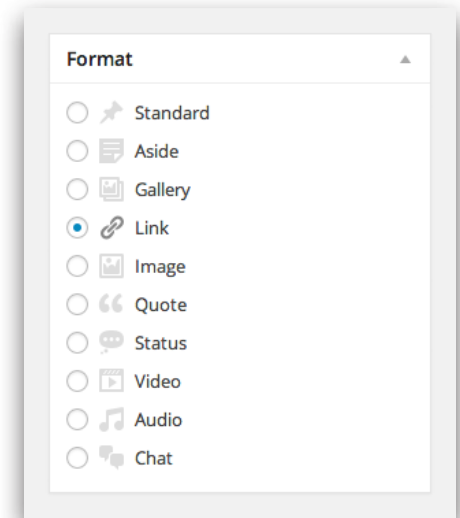 Format
Standard
Aside
Gallery
Link
Image
Quote
Status
Video
Audio
Chat